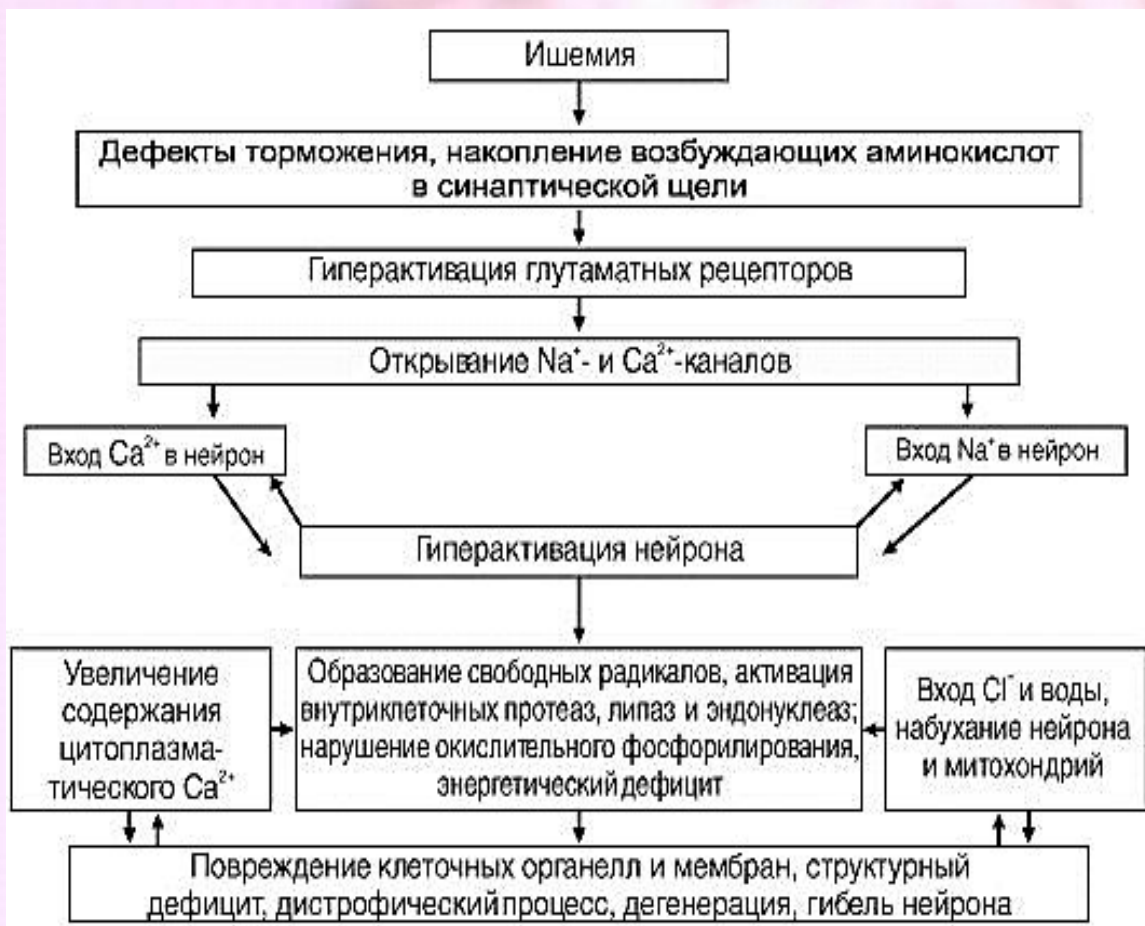 Ишемия
Дефекты торможения, накопление возбуждающих аминокислот
в синаптической щели
Гиперактивация глутаматных рецепторов
Открывание Na⁺- и Ca²⁺-каналов
Вход Ca²⁺ в нейрон
Вход Na⁺ в нейрон
Гиперактивация нейрона
Увеличение
содержания
цитоплазма-
тического Ca²⁺
Образование свободных радикалов, активация
внутриклеточных протеаз, липаз и эндонуклеаз;
нарушение окислительного фосфорилирования,
энергетический дефицит
Вход Cl⁻ и воды,
набухание нейрона
и митохондрий
Повреждение клеточных органелл и мембран, структурный
дефицит, дистрофический процесс, дегенерация, гибель нейрона